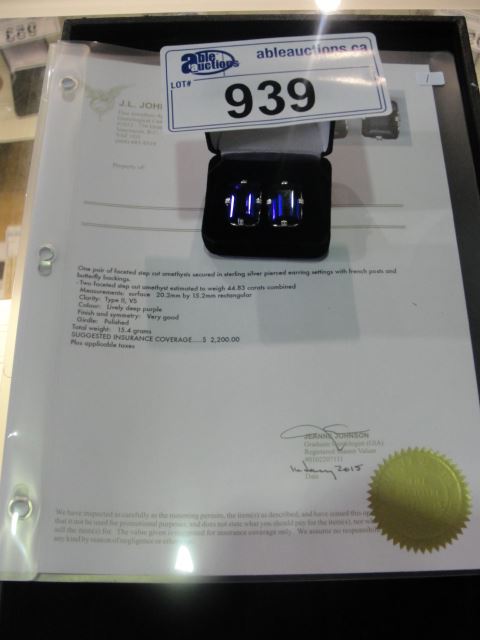 ableauctions.ca
able
auctions
LOT#
939
1
J.L. JOHN
Property of:
One pair of faceted step cut amethysts secured in sterling silver pierced earring settings with french posts and
butterfly backings.
- Two faceted step cut amethyst estimated to weigh 44.83 carats combined
Measurements: surface 20.2mm by 15.2mm rectangular
Clarity: Type II, VS
Colour: Lively deep purple
Finish and symmetry: Very good
Girdle: Polished
Total weight: 15.4 grams
SUGGESTED INSURANCE COVERAGE.....$ 2,200.00
Plus applicable taxes
JEANNE JOHNSON
Graduate Gemologist (GIA)
Registered Master Valuer
2015
Date
We have inspected as carefully as the mounting permits, the item(s) as described, and have issued this
that it not be used for promotional purposes, and does not state what you should pay for the item(s), nor
sell the item(s) for. The value given is intended for insurance coverage only. We assume no responsib
any kind by reason of negligence or